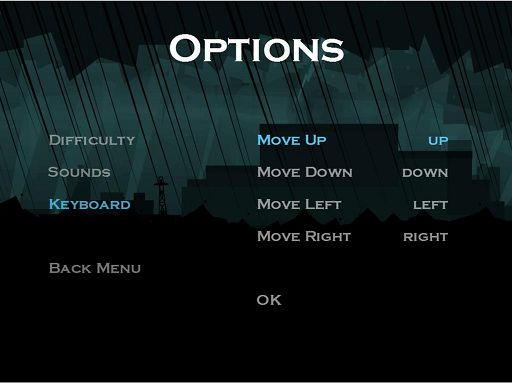 Options
Difficulty
Sounds
Keyboard
Back Menu
Move Up up
Move Down down
Move Left left
Move Right right
OK